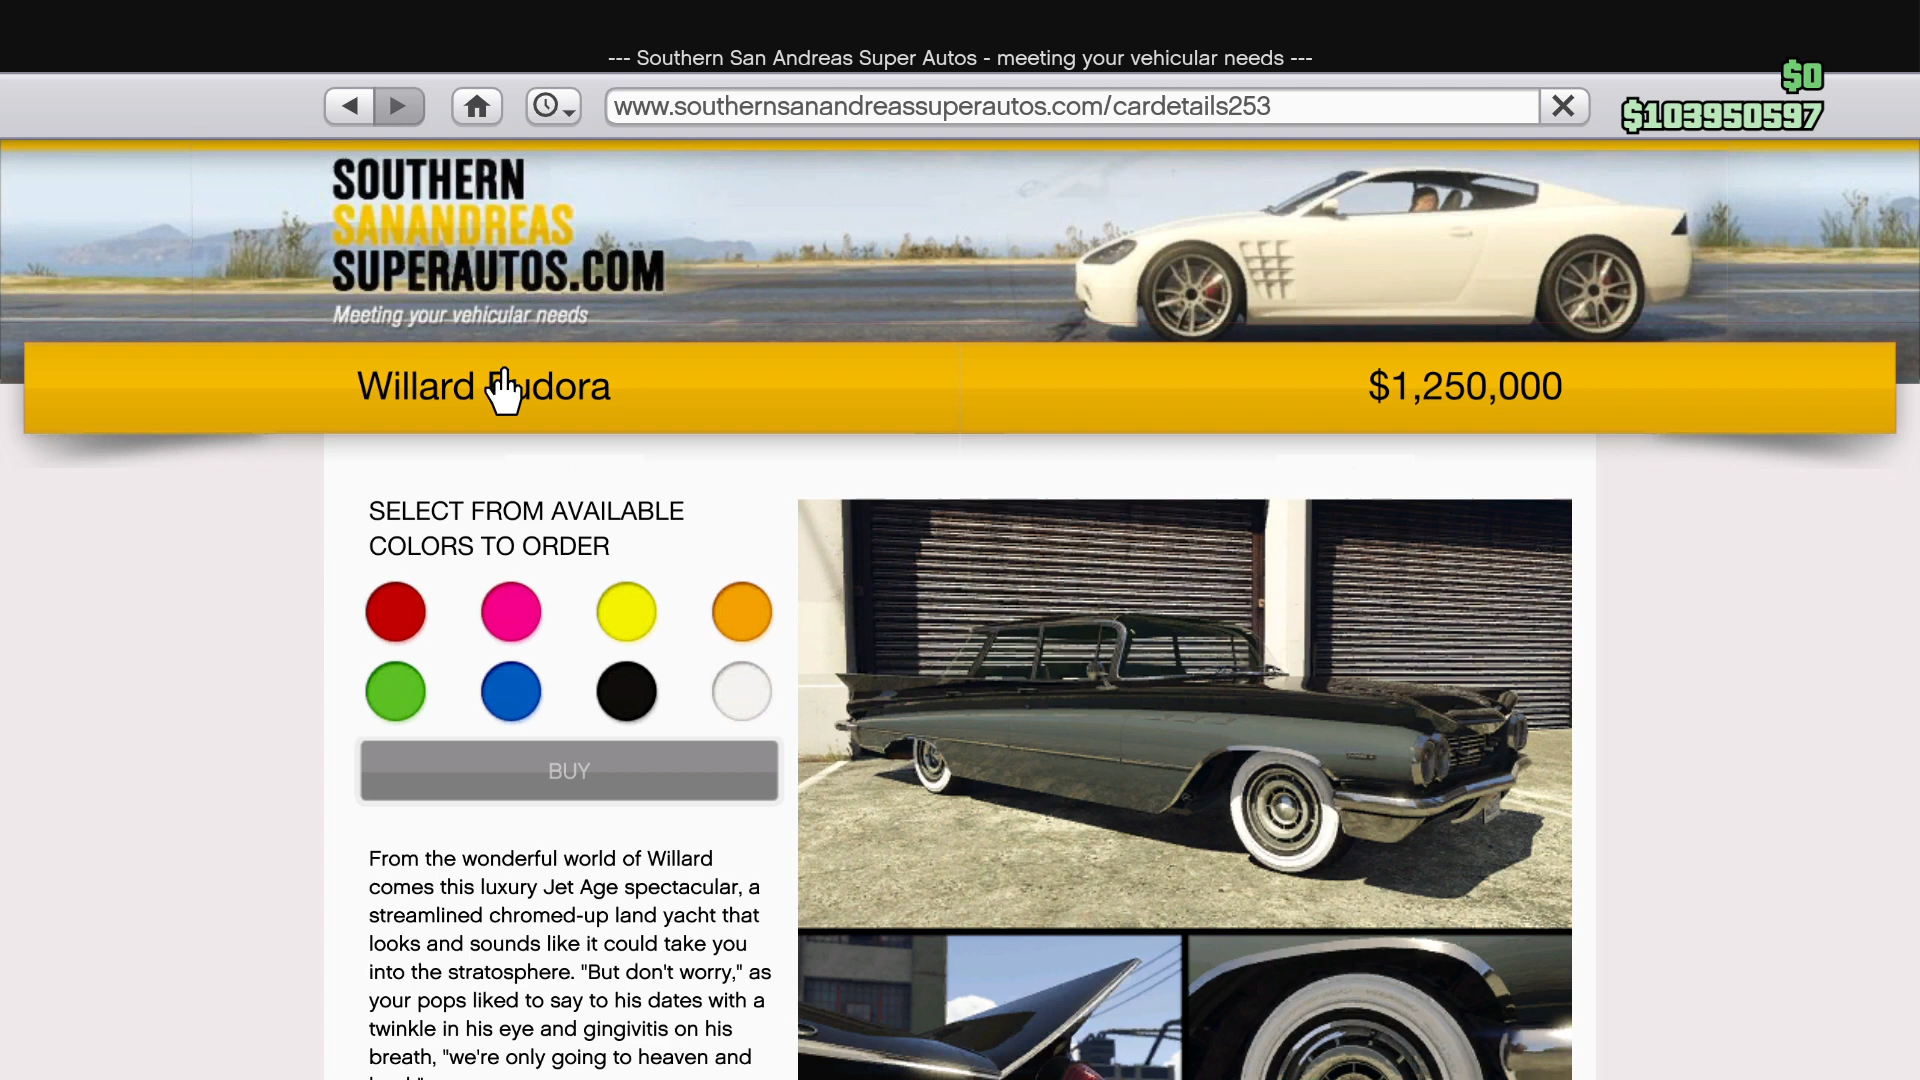 --- Southern San Andreas Super Autos - meeting your vehicular needs ---
$0
www.southernsanandreassuperautos.com/cardetails253
$103950597
SOUTHERN
SANANDREAS
SUPERAUTOS.COM
Meeting your vehicular needs
Willard udora
$1,250,000
SELECT FROM AVAILABLE
COLORS TO ORDER
BUY
From the wonderful world of Willard
comes this luxury Jet Age spectacular, a
streamlined chromed-up land yacht that
looks and sounds like it could take you
into the stratosphere. "But don't worry," as
your pops liked to say to his dates with a
twinkle in his eye and gingivitis on his
breath, "we're only going to heaven and